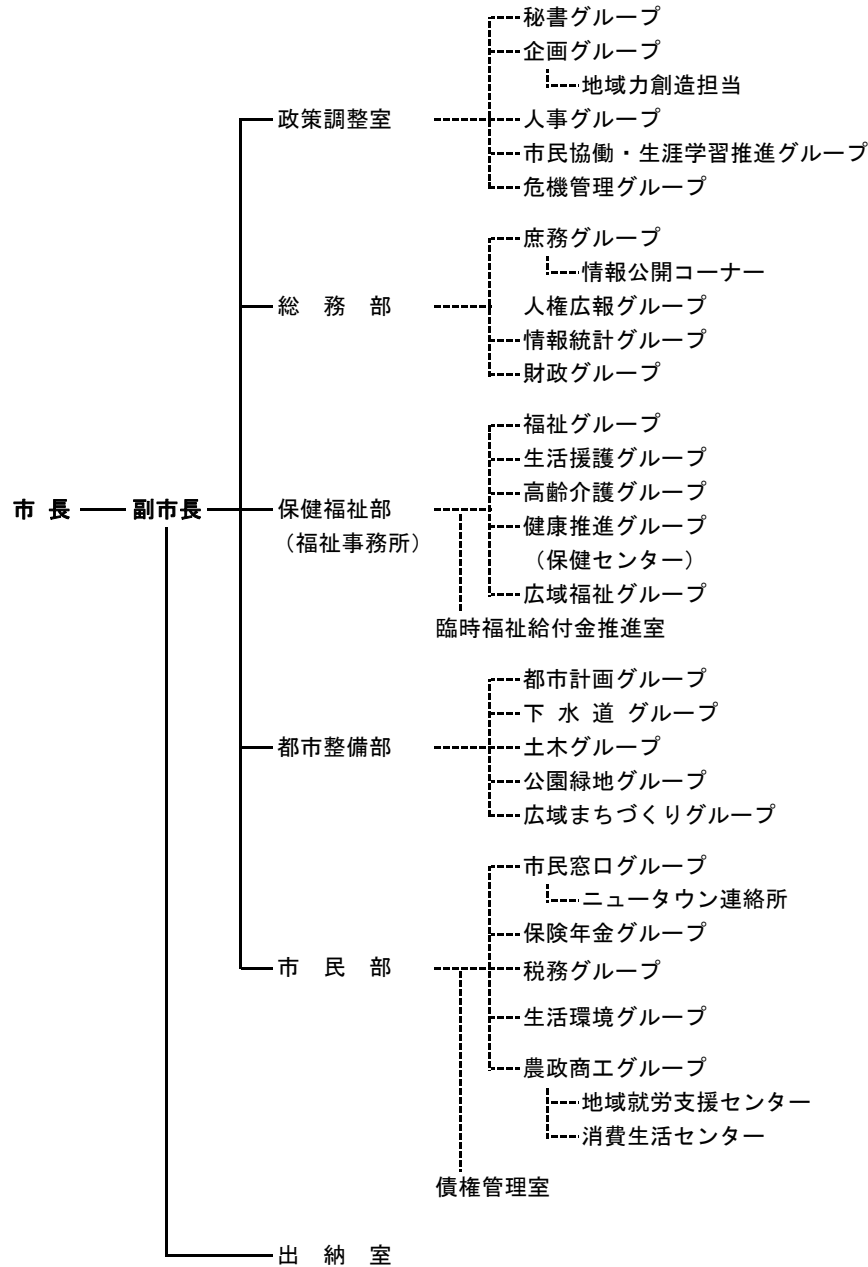 秘書グループ
企画グループ
地域力創造担当
政策調整室
人事グループ
市民協働・生涯学習推進グループ
危機管理グループ
庶務グループ
情報公開コーナー
総　務　部
人権広報グループ
情報統計グループ
財政グループ
福祉グループ
生活援護グループ
高齢介護グループ
市 長
副市長
保健福祉部
健康推進グループ
（福祉事務所）
（保健センター）
広域福祉グループ
臨時福祉給付金推進室
都市計画グループ
下 水 道 グループ
都市整備部
土木グループ
公園緑地グループ
広域まちづくりグループ
市民窓口グループ
ニュータウン連絡所
保険年金グループ
市　民　部
税務グループ
生活環境グループ
農政商工グループ
地域就労支援センター
消費生活センター
債権管理室
出　納　室